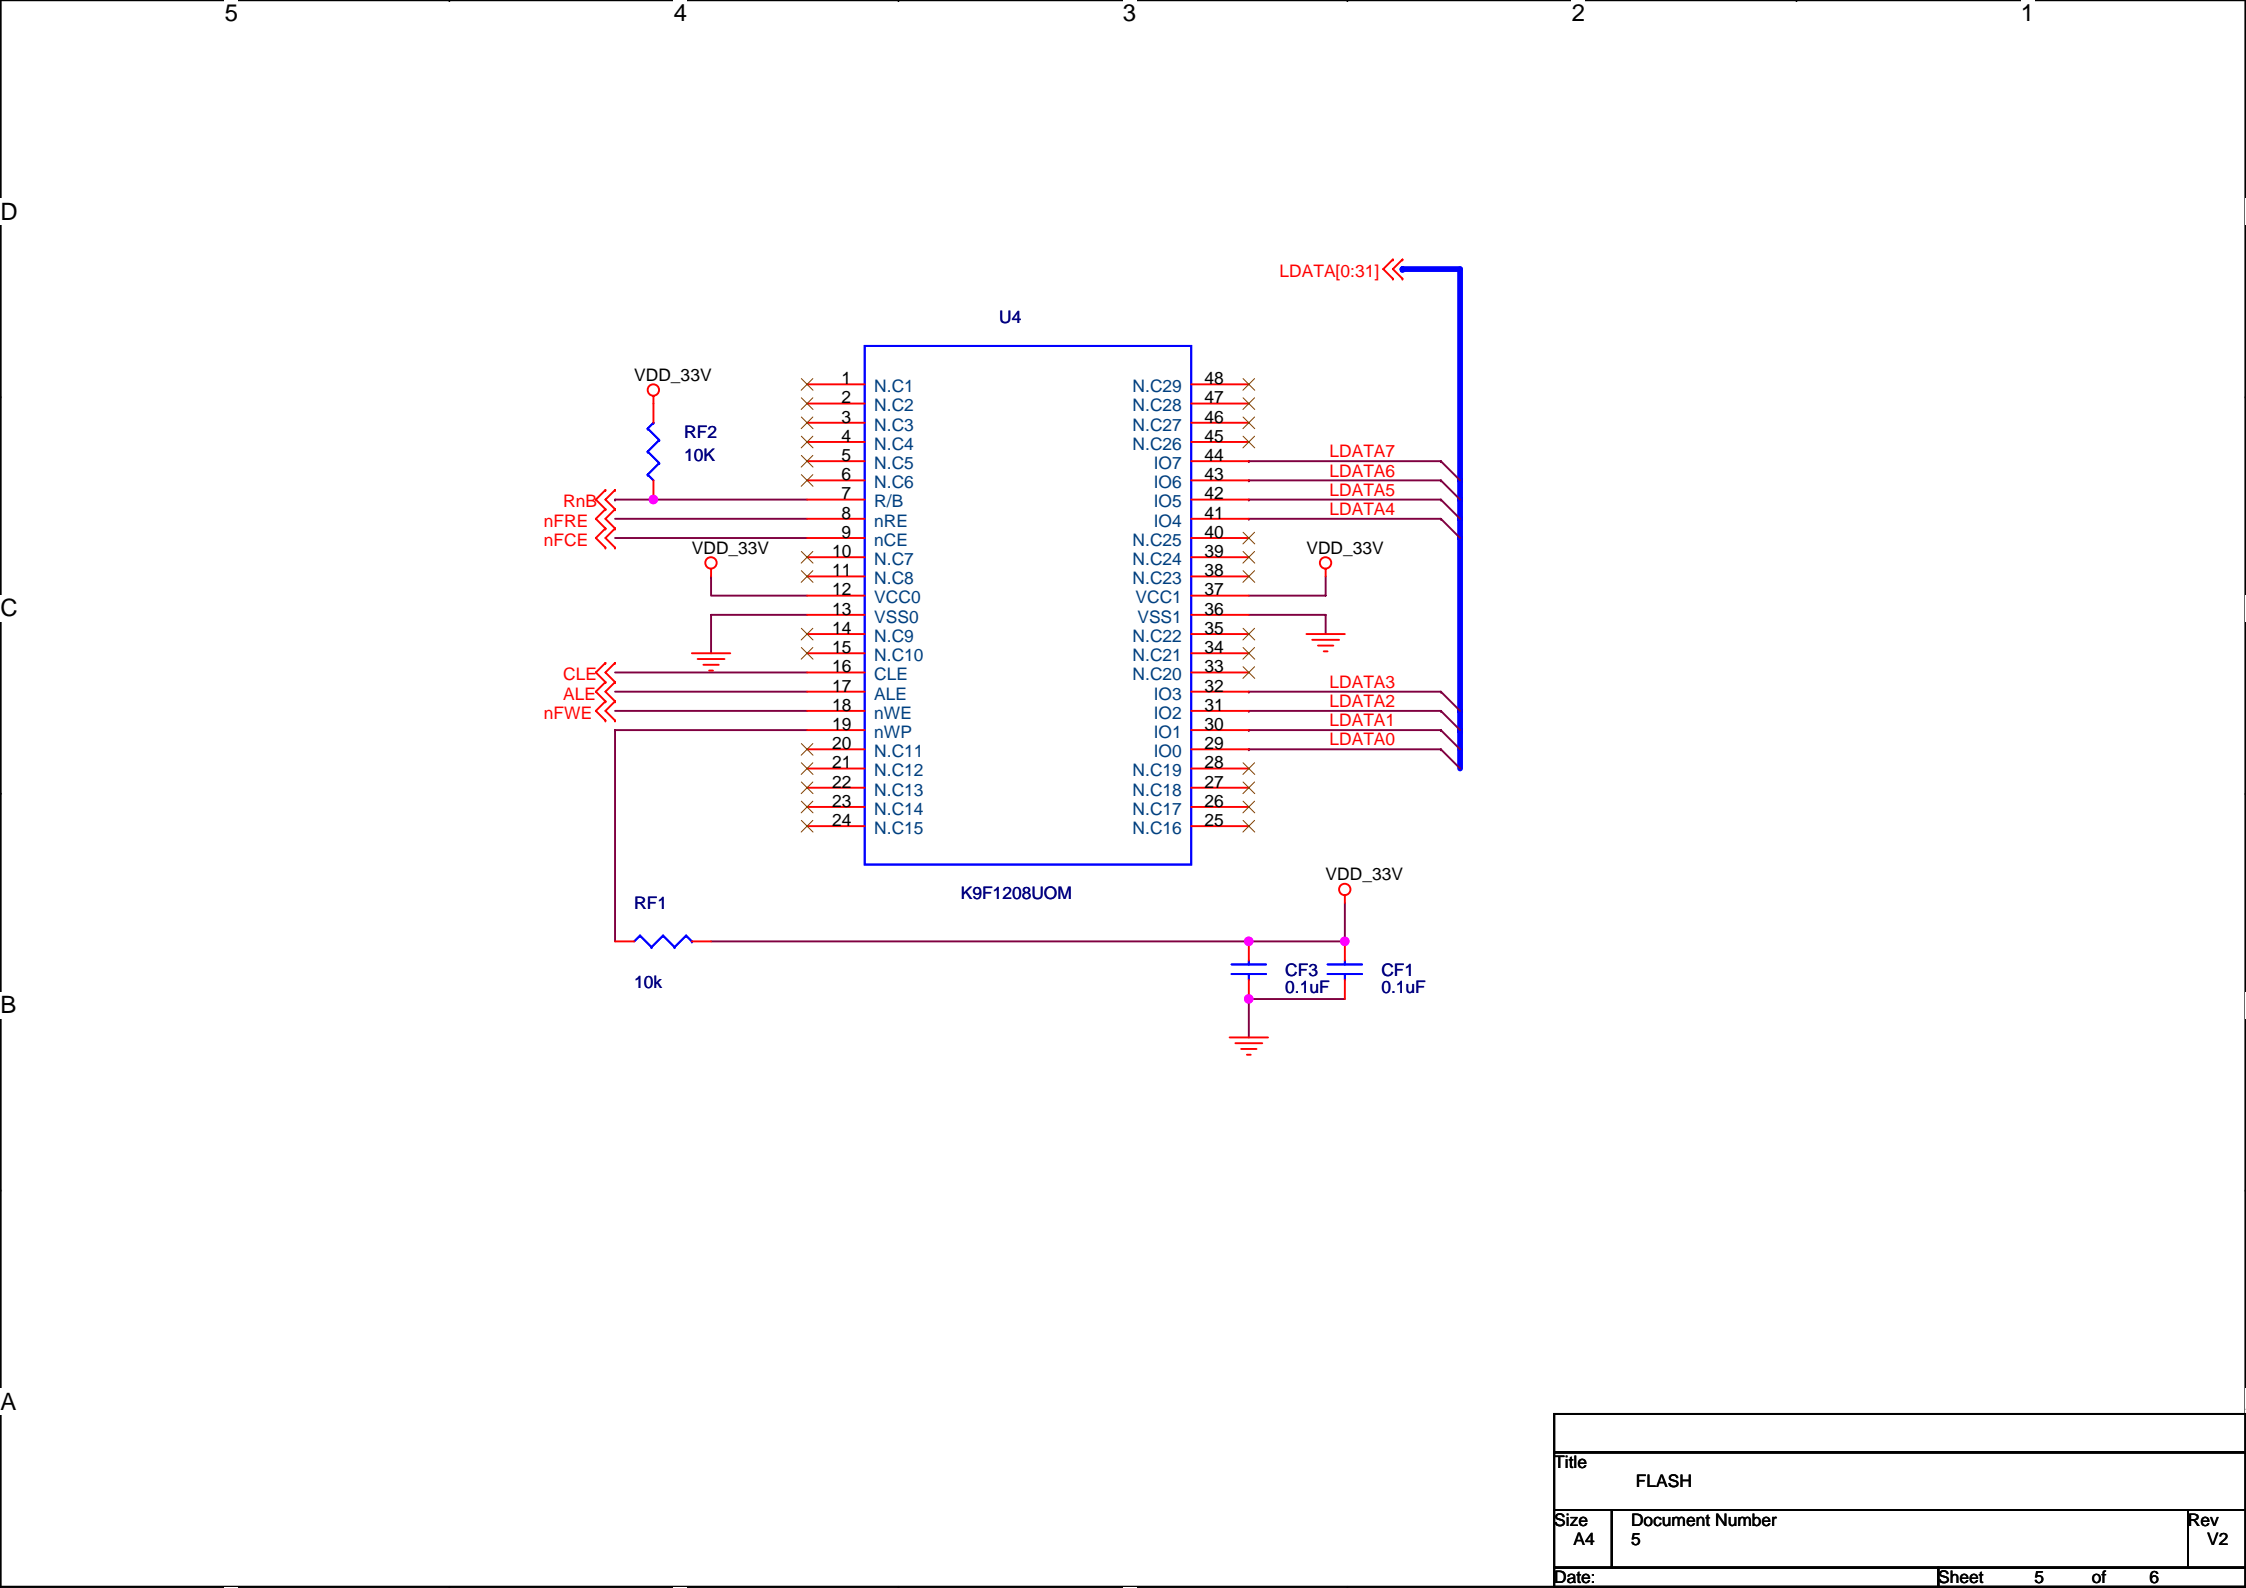 5 4 3 2 1
D
C
B
A
LDATA[0:31]
U4
VDD_33V
RF2
10K
RnB
nFRE
nFCE
VDD_33V
CLE
ALE
nFWE
1 N.C1
2 N.C2
3 N.C3
4 N.C4
5 N.C5
6 N.C6
7 R/B
8 nRE
9 nCE
10 N.C7
11 N.C8
12 VCC0
13 VSS0
14 N.C9
15 N.C10
16 CLE
17 ALE
18 nWE
19 nWP
20 N.C11
21 N.C12
22 N.C13
23 N.C14
24 N.C15
N.C29 48
N.C28 47
N.C27 46
N.C26 45
IO7 44 LDATA7
IO6 43 LDATA6
IO5 42 LDATA5
IO4 41 LDATA4
N.C25 40
N.C24 39
N.C23 38
VCC1 37
VDD_33V
VSS1 36
N.C22 35
N.C21 34
N.C20 33
IO3 32 LDATA3
IO2 31 LDATA2
IO1 30 LDATA1
IO0 29 LDATA0
N.C19 28
N.C18 27
N.C17 26
N.C16 25
K9F1208UOM
RF1
10k
VDD_33V
CF3
0.1uF
CF1
0.1uF
Title
FLASH
Size
A4
Document Number
5
Rev
V2
Date:
Sheet 5 of 6